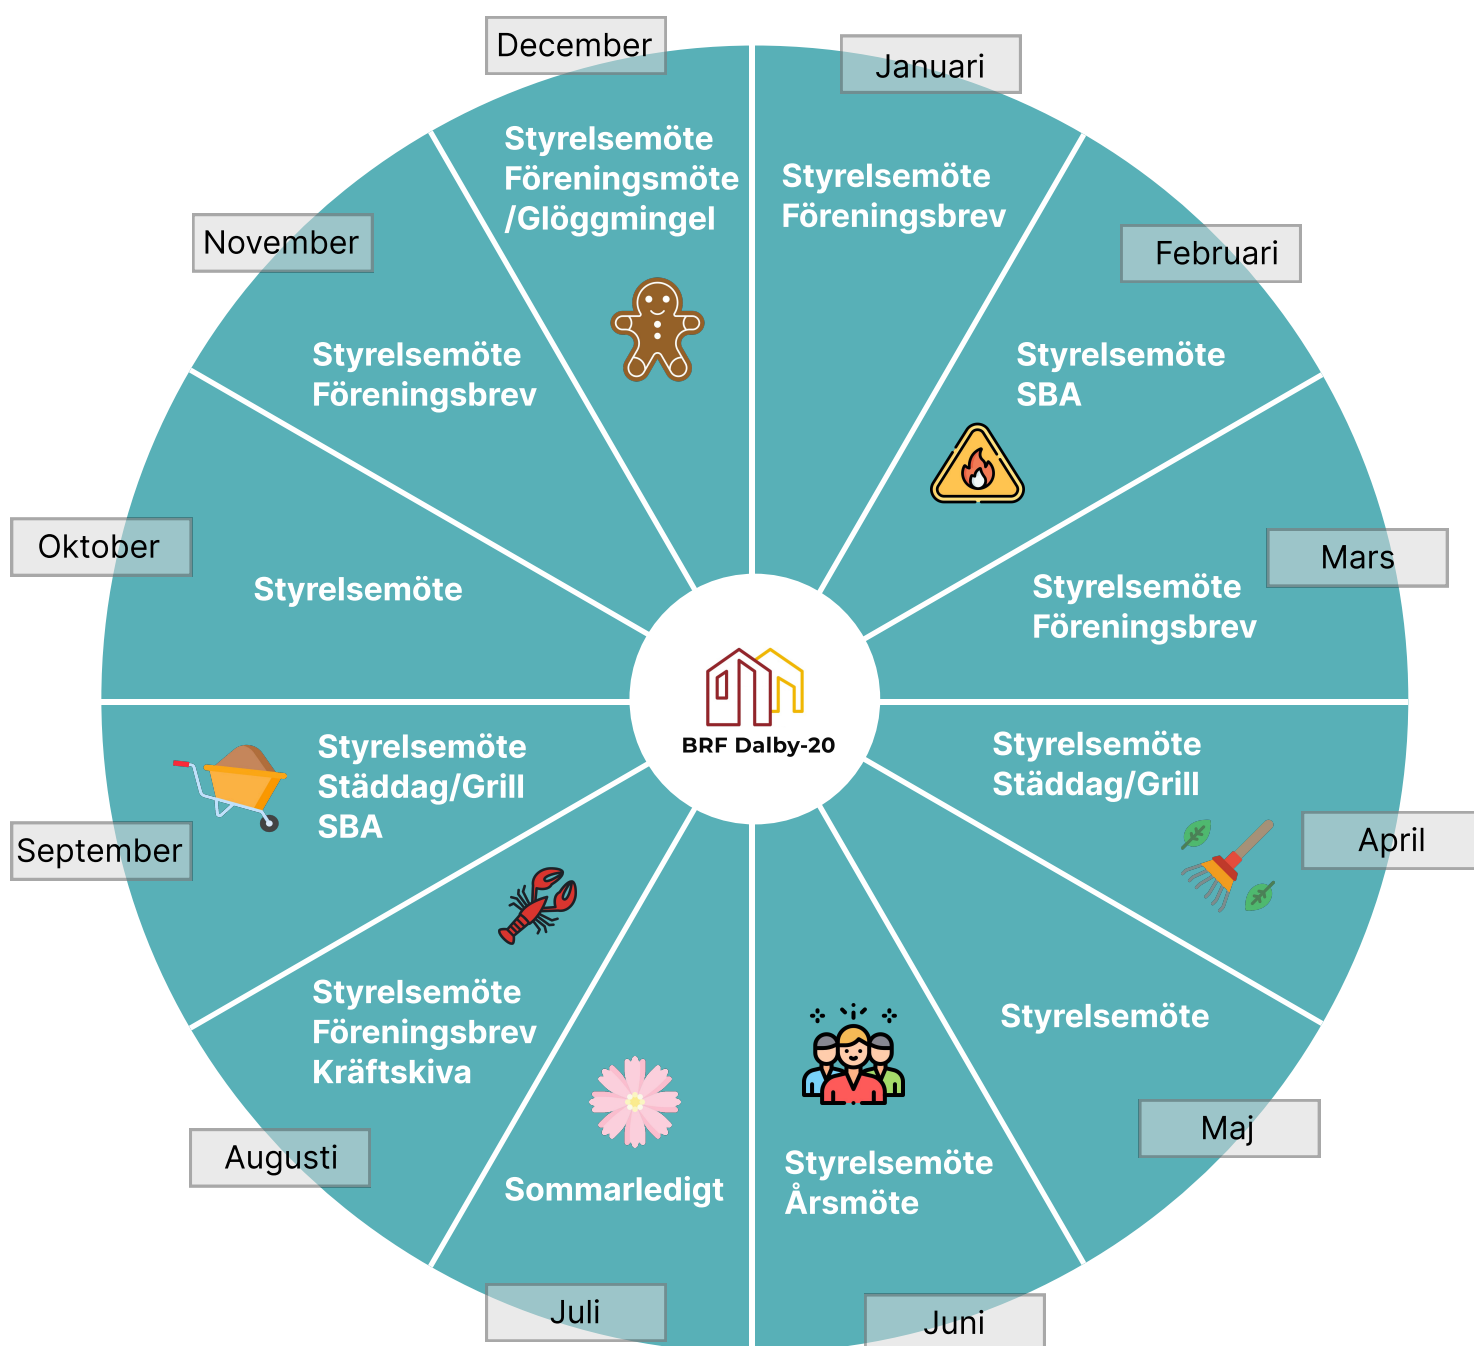 Januari
Styrelsemöte
Föreningsbrev
Februari
Styrelsemöte
SBA
Mars
Styrelsemöte
Föreningsbrev
April
Styrelsemöte
Städdag/Grill
Maj
Styrelsemöte
Juni
Styrelsemöte
Årsmöte
Juli
Sommarledigt
Augusti
Styrelsemöte
Föreningsbrev
Kräftskiva
September
Styrelsemöte
Städdag/Grill
SBA
Oktober
Styrelsemöte
November
Styrelsemöte
Föreningsbrev
December
Styrelsemöte
Föreningsmöte
/Glöggmingel
BRF Dalby-20